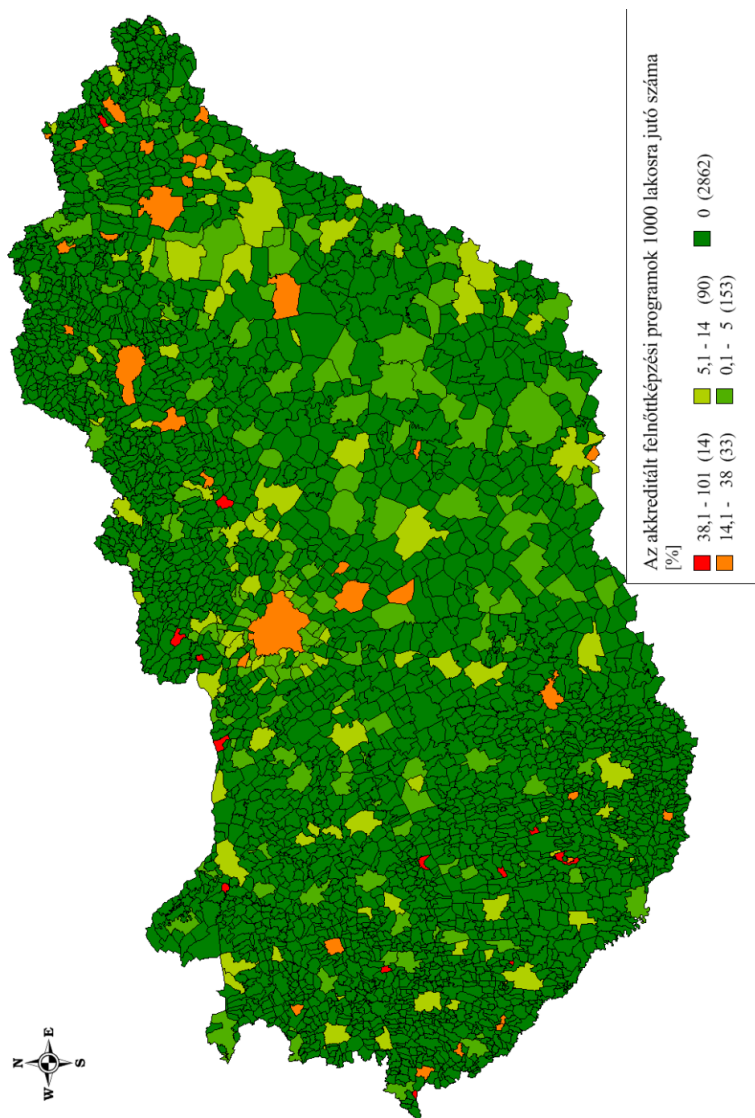 N
W E
S
Az akkreditált felnőttképzési programok 1000 lakosra jutó száma
[%]
38,1 - 101 (14) 5,1 - 14 (90) 0 (2862)
14,1 - 38 (33) 0,1 - 5 (153)